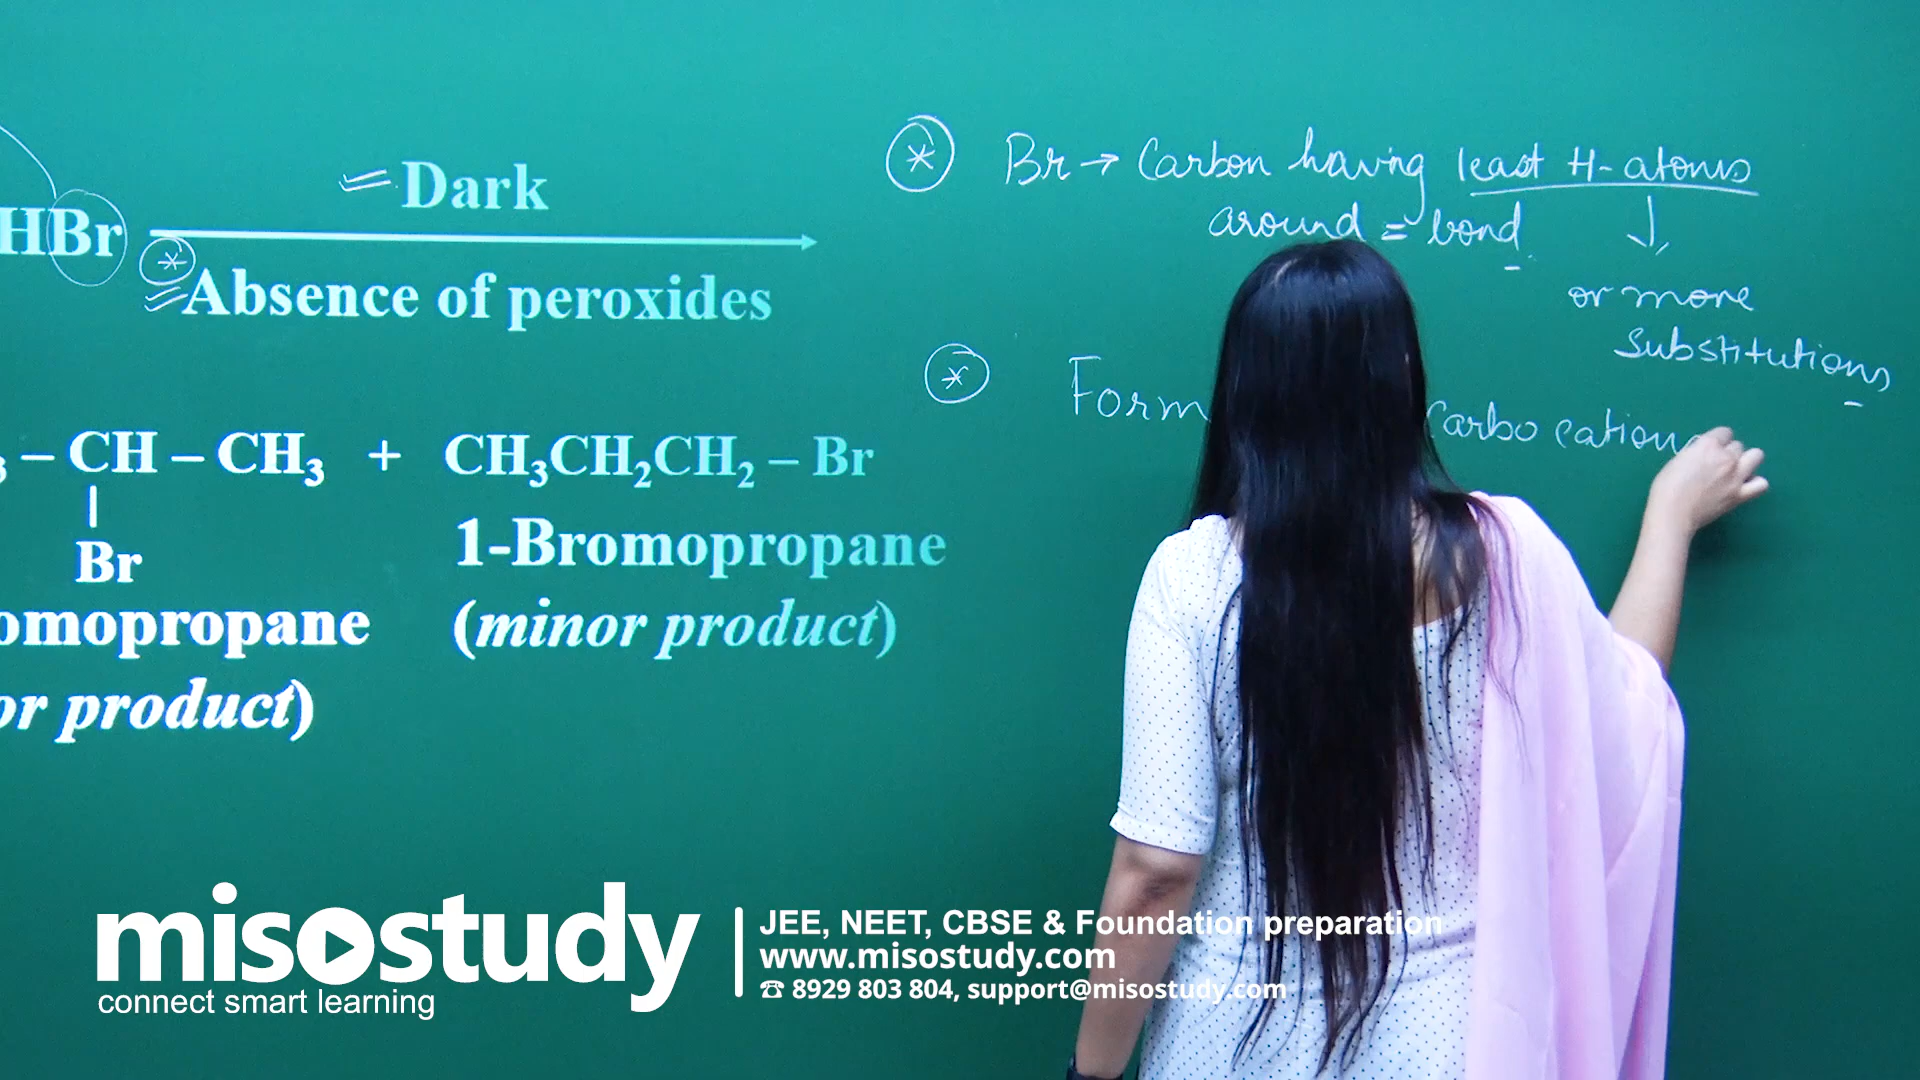 Dark
HBr
*
Absence of peroxides
3 – CH – CH3 + CH3CH2CH2 – Br
|
Br
1-Bromopropane
omopropane
(minor product)
or product)
* Br → Carbon having least H-atoms
around = bond
↓
or more
substitutions
* Form Carbocation
misostudy
connect smart learning
JEE, NEET, CBSE & Foundation preparation
www.misostudy.com
☎ 8929 803 804, support@misostudy.com